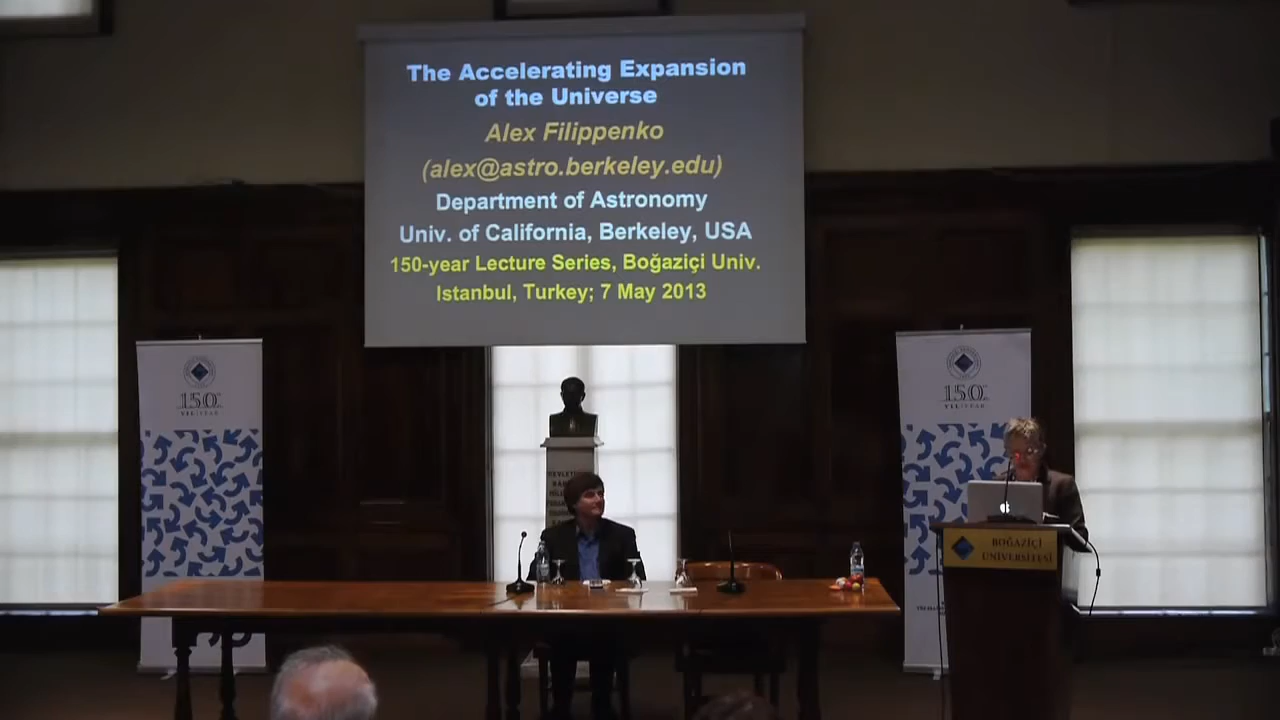 The Accelerating Expansion
of the Universe
Alex Filippenko
(alex@astro.berkeley.edu)
Department of Astronomy
Univ. of California, Berkeley, USA
150-year Lecture Series, Boğaziçi Univ.
Istanbul, Turkey; 7 May 2013
150
YIL/YEAR
150
YIL/YEAR
BOĞAZİÇİ
ÜNİVERSİTESİ